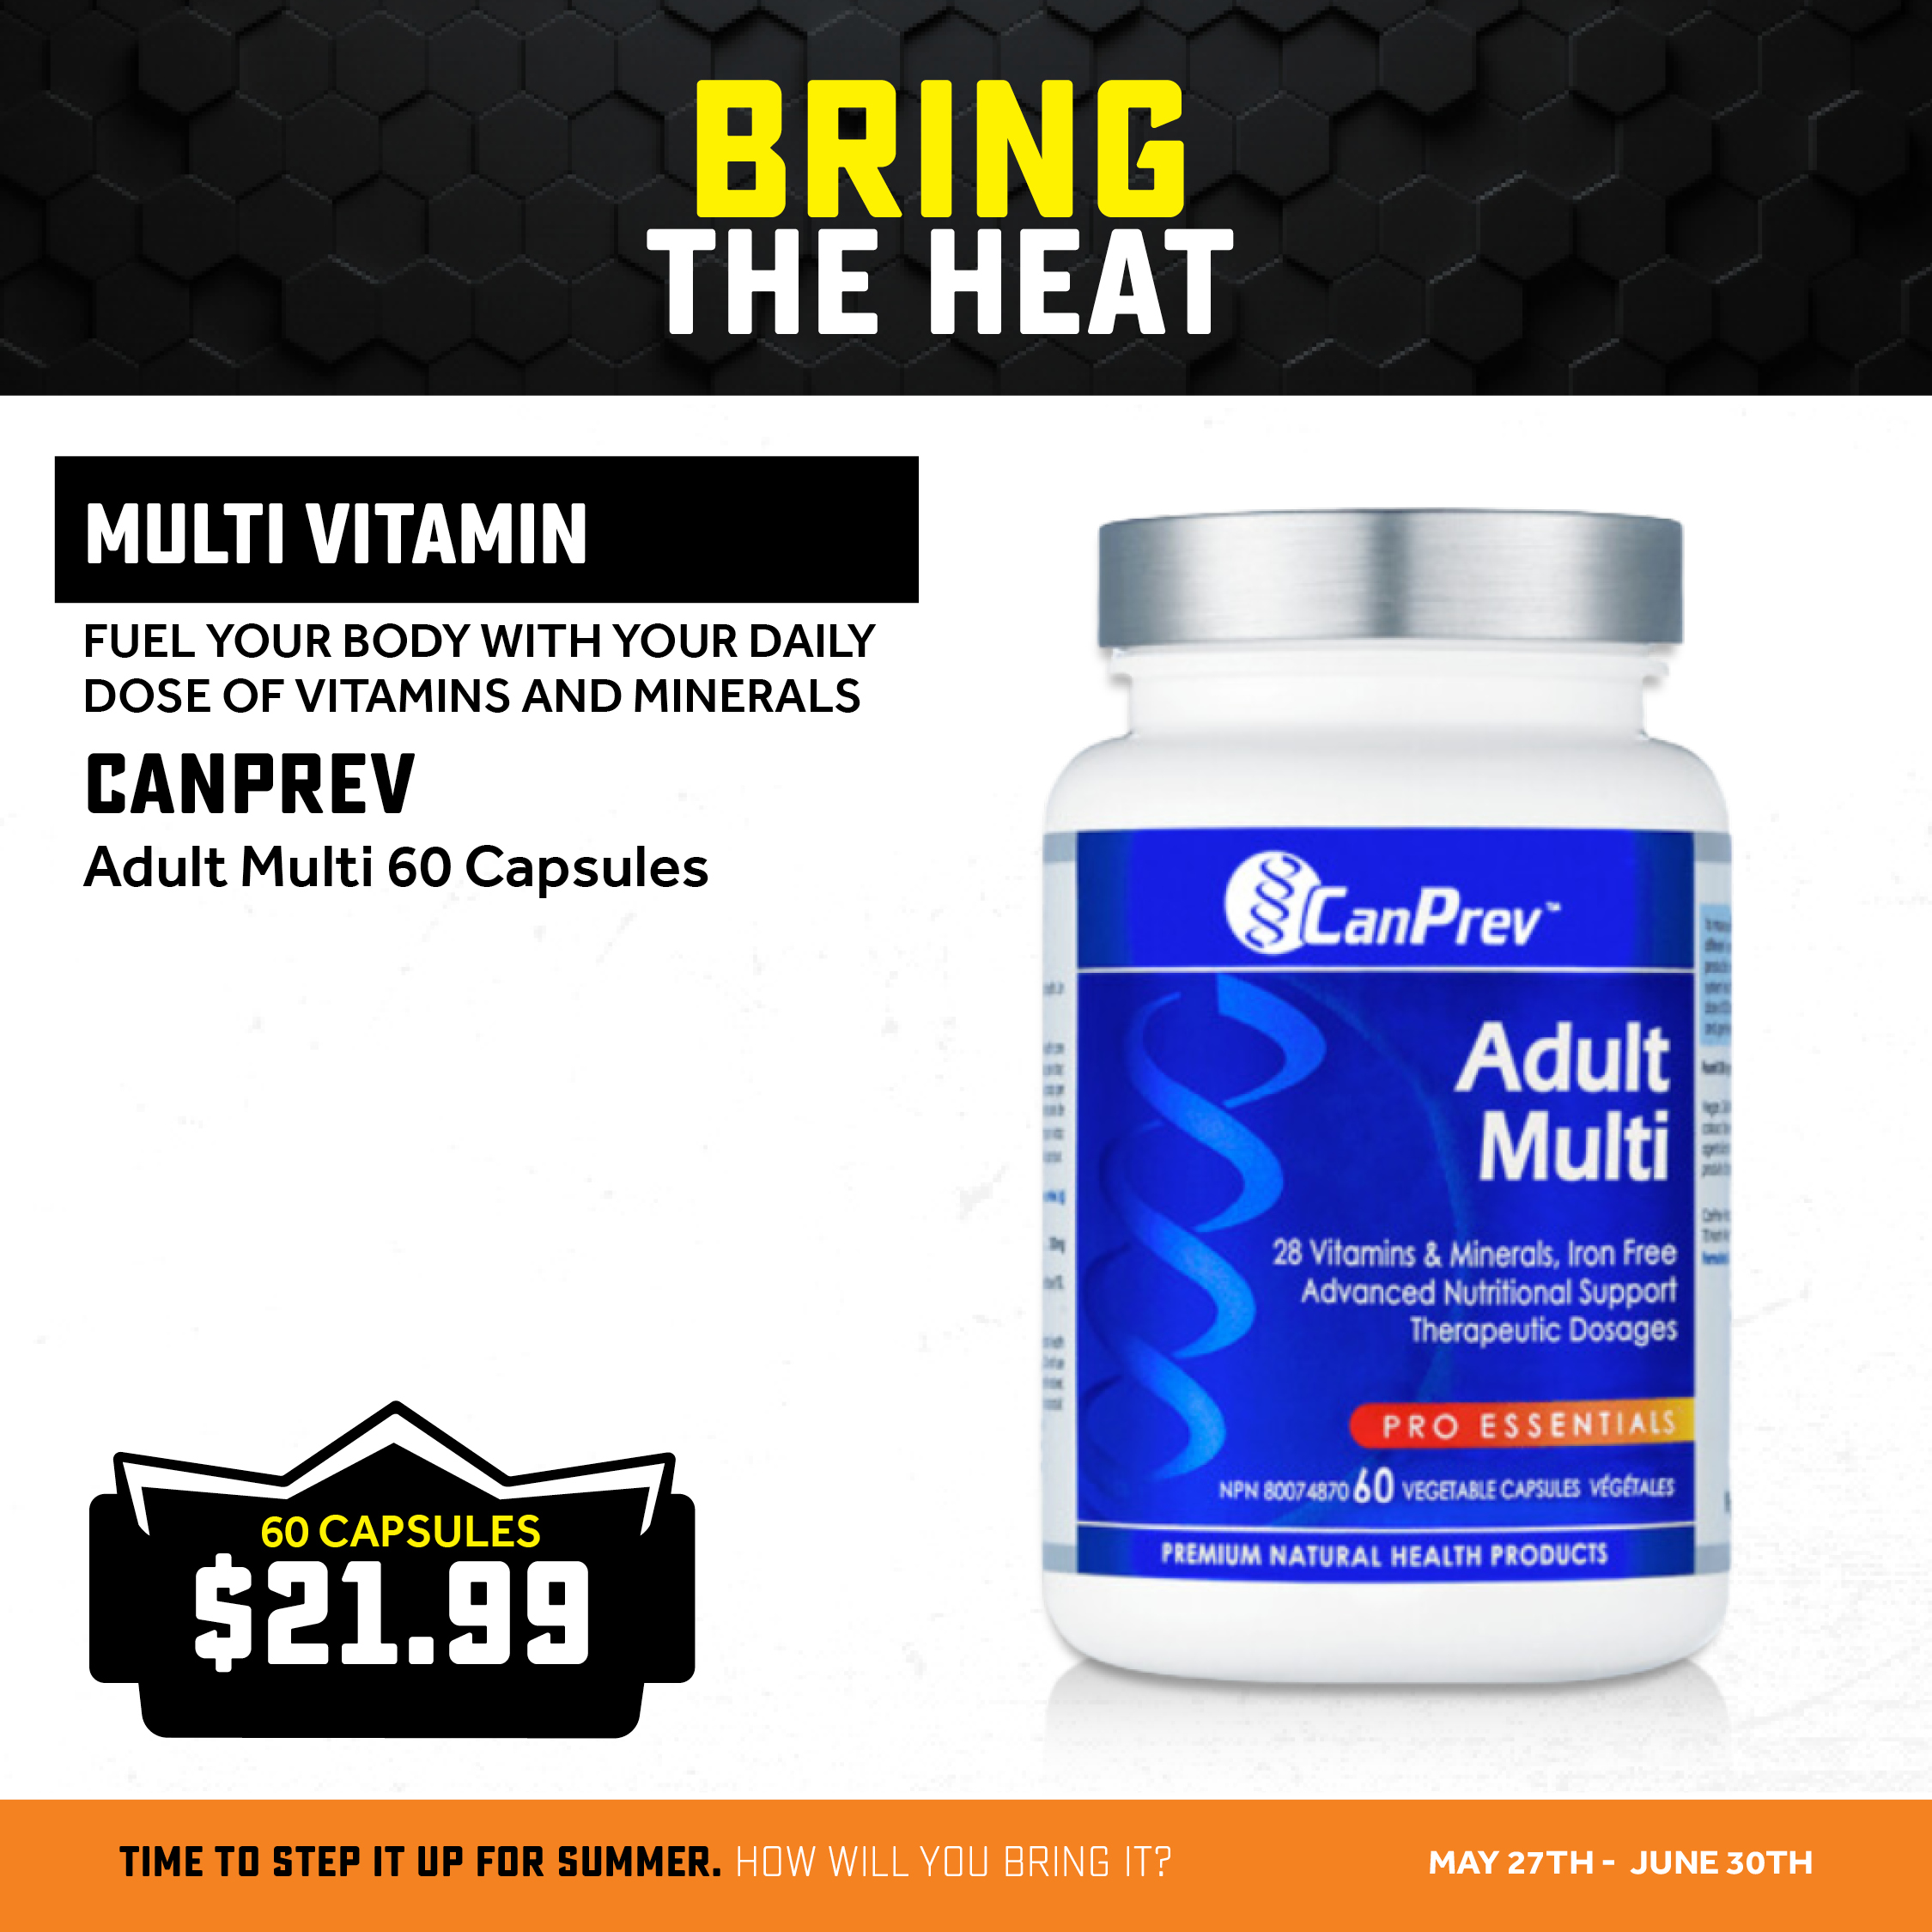 BRING
THE HEAT
MULTI VITAMIN
FUEL YOUR BODY WITH YOUR DAILY
DOSE OF VITAMINS AND MINERALS
CANPREV
Adult Multi 60 Capsules
CanPrev™
Adult
Multi
28 Vitamins & Minerals, Iron Free
Advanced Nutritional Support
Therapeutic Dosages
PRO ESSENTIALS
NPN 80074870 60 VEGETABLE CAPSULES VÉGÉTALES
PREMIUM NATURAL HEALTH PRODUCTS
60 CAPSULES
$21.99
TIME TO STEP IT UP FOR SUMMER. HOW WILL YOU BRING IT?
MAY 27TH - JUNE 30TH